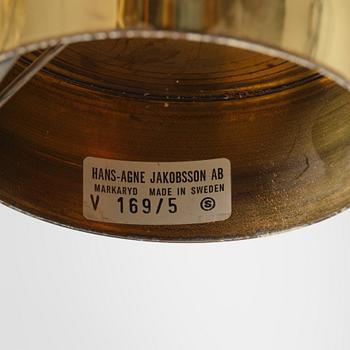 HANS-AGNE JAKOBSSON AB
MARKARYD MADE IN SWEDEN
V 169/5 Ⓢ